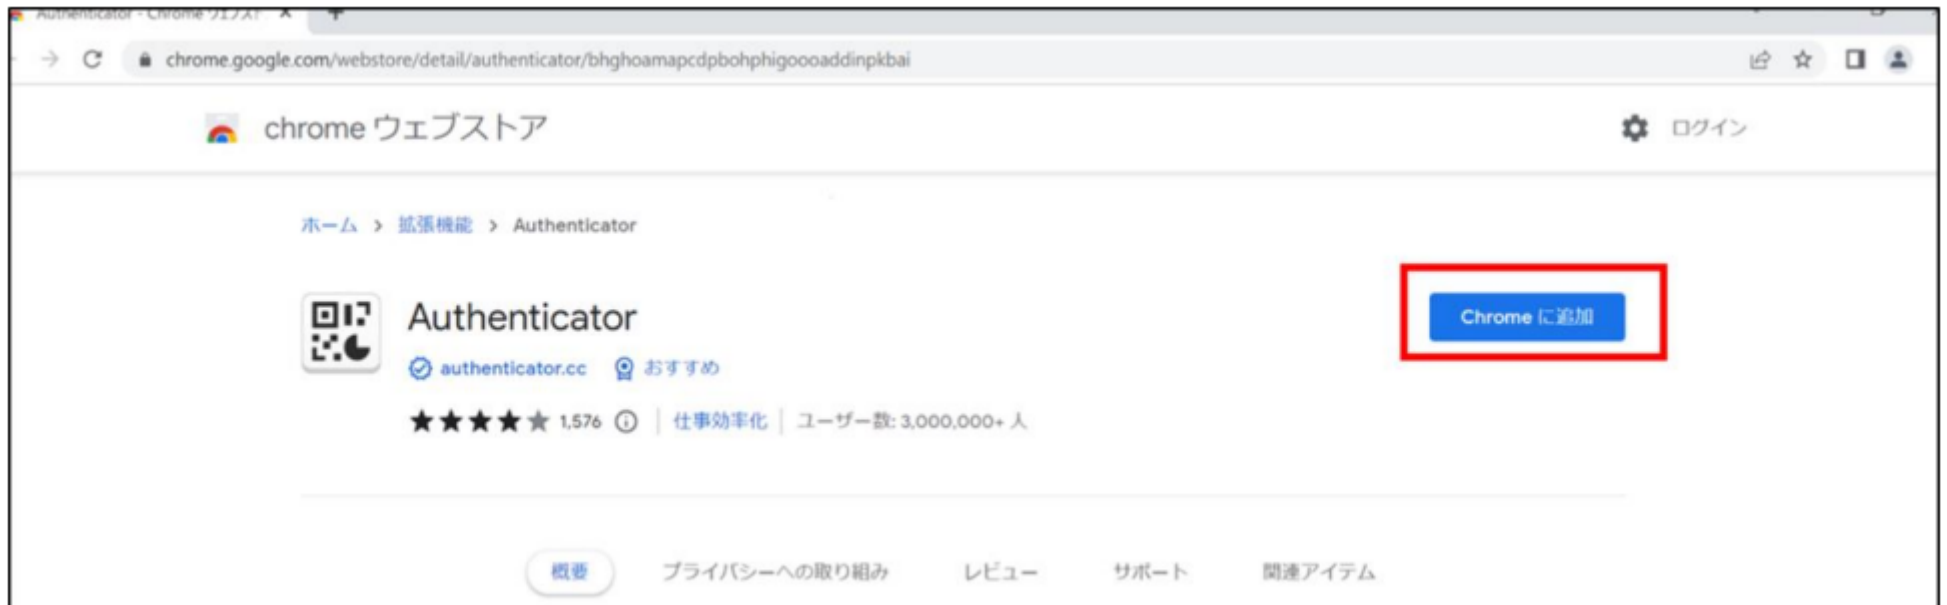 Authenticator - Chrome ウェブスト
chrome.google.com/webstore/detail/authenticator/bhghoamapcdpbohphigoooaddinpkbai
chrome ウェブストア
ログイン
ホーム > 拡張機能 > Authenticator
Authenticator
Chrome に追加
authenticator.cc おすすめ
1,576 仕事効率化 ユーザー数: 3,000,000+ 人
概要 プライバシーへの取り組み レビュー サポート 関連アイテム